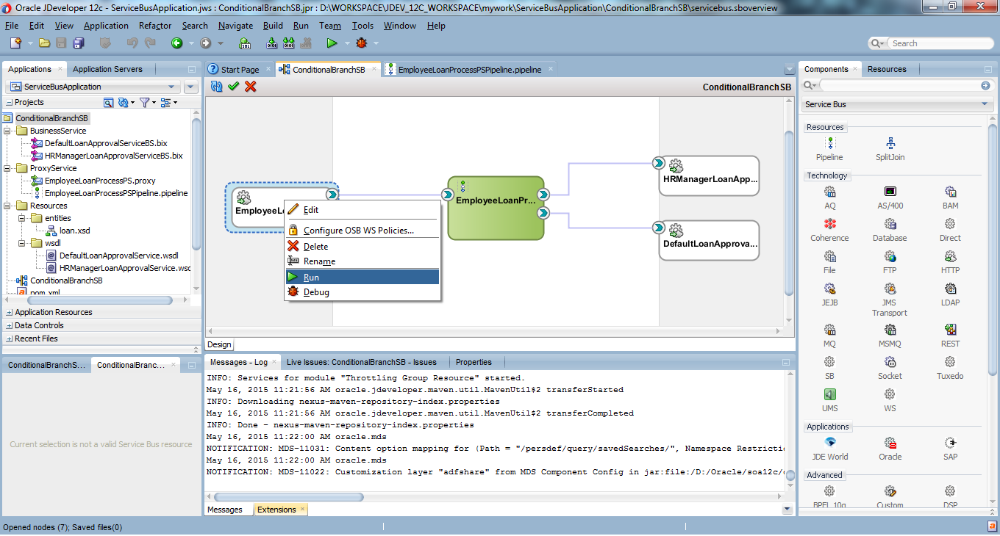 Oracle JDeveloper 12c - ServiceBusApplication.jws : ConditionalBranchSB.jpr : D:\WORKSPACE\JDEV_12C_WORKSPACE\mywork\ServiceBusApplication\ConditionalBranchSB\servicebus.sboverview
File Edit View Application Refactor Search Navigate Build Run Team Tools Window Help
Search
Applications Application Servers
ServiceBusApplication
Projects
ConditionalBranchSB
BusinessService
DefaultLoanApprovalServiceBS.bix
HRManagerLoanApprovalServiceBS.bix
ProxyService
EmployeeLoanProcessPS.proxy
EmployeeLoanProcessPSPipeline.pipeline
Resources
entities
loan.xsd
wsdl
DefaultLoanApprovalService.wsdl
HRManagerLoanApprovalService.wsd
ConditionalBranchSB
pom.xml
Application Resources
Data Controls
Recent Files
ConditionalBranchS... ConditionalBranc...
Current selection is not a valid Service Bus resource
Start Page ConditionalBranchSB EmployeeLoanProcessPSPipeline.pipeline
ConditionalBranchSB
EmployeeL
EmployeeLoanPr...
HRManagerLoanApp...
DefaultLoanApprova...
Edit
Configure OSB WS Policies...
Delete
Rename
Run
Debug
Design
Messages - Log Live Issues: ConditionalBranchSB - Issues Properties
INFO: Services for module "Throttling Group Resource" started.
May 16, 2015 11:21:56 AM oracle.jdeveloper.maven.util.MavenUtil$2 transferStarted
INFO: Downloading nexus-maven-repository-index.properties
May 16, 2015 11:21:56 AM oracle.jdeveloper.maven.util.MavenUtil$2 transferCompleted
INFO: Done - nexus-maven-repository-index.properties
May 16, 2015 11:22:00 AM oracle.mds
NOTIFICATION: MDS-11031: Content option mapping for (Path = "/persdef/query/savedSearches/", Namespace Restrictio
May 16, 2015 11:22:00 AM oracle.mds
NOTIFICATION: MDS-11022: Customization layer "adfshare" from MDS Component Config in jar:file:/D:/Oracle/soa12c/
Messages Extensions
Components Resources
Service Bus
Resources
Pipeline SplitJoin
Technology
AQ AS/400 BAM
Coherence Database Direct
File FTP HTTP
JEJB JMS Transport LDAP
MQ MSMQ REST
SB Socket Tuxedo
UMS WS
Applications
JDE World Oracle SAP
Advanced
BPEL 10g Custom DSP
Opened nodes (7); Saved files(0)